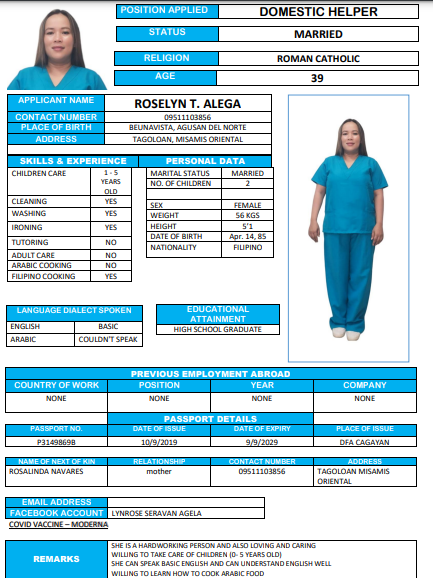 POSITION APPLIED DOMESTIC HELPER
STATUS MARRIED
RELIGION ROMAN CATHOLIC
AGE 39
APPLICANT NAME ROSELYN T. ALEGA
CONTACT NUMBER 09511103856
PLACE OF BIRTH BEUNAVISTA, AGUSAN DEL NORTE
ADDRESS TAGOLOAN, MISAMIS ORIENTAL
SKILLS & EXPERIENCE
CHILDREN CARE 1 - 5
YEARS
OLD
CLEANING YES
WASHING YES
IRONING YES
TUTORING NO
ADULT CARE NO
ARABIC COOKING NO
FILIPINO COOKING YES
PERSONAL DATA
MARITAL STATUS MARRIED
NO. OF CHILDREN 2
SEX FEMALE
WEIGHT 56 KGS
HEIGHT 5'1
DATE OF BIRTH Apr. 14, 85
NATIONALITY FILIPINO
LANGUAGE DIALECT SPOKEN
ENGLISH BASIC
ARABIC COULDN'T SPEAK
EDUCATIONAL
ATTAINMENT
HIGH SCHOOL GRADUATE
PREVIOUS EMPLOYMENT ABROAD
COUNTRY OF WORK POSITION YEAR COMPANY
NONE NONE NONE NONE
PASSPORT DETAILS
PASSPORT NO. DATE OF ISSUE DATE OF EXPIRY PLACE OF ISSUE
P3149869B 10/9/2019 9/9/2029 DFA CAGAYAN
NAME OF NEXT OF KIN RELATIONSHIP CONTACT NUMBER ADDRESS
ROSALINDA NAVARES mother 09511103856 TAGOLOAN MISAMIS
ORIENTAL
EMAIL ADDRESS
FACEBOOK ACCOUNT LYNROSE SERAVAN AGELA
COVID VACCINE – MODERNA
REMARKS
SHE IS A HARDWORKING PERSON AND ALSO LOVING AND CARING
WILLING TO TAKE CARE OF CHILDREN (0- 5 YEARS OLD)
SHE CAN SPEAK BASIC ENGLISH AND CAN UNDERSTAND ENGLISH WELL
WILLING TO LEARN HOW TO COOK ARABIC FOOD